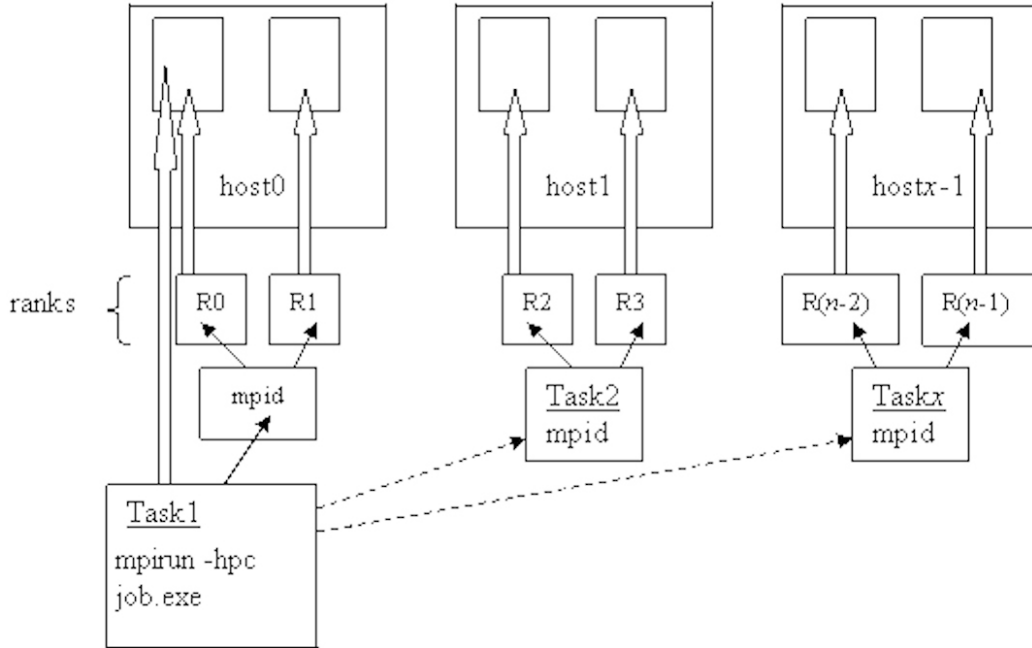 host0
host1
hostx-1
ranks
R0
R1
R2
R3
R(n-2)
R(n-1)
mpid
Task2
mpid
Taskx
mpid
Task1
mpirun -hpc
job.exe